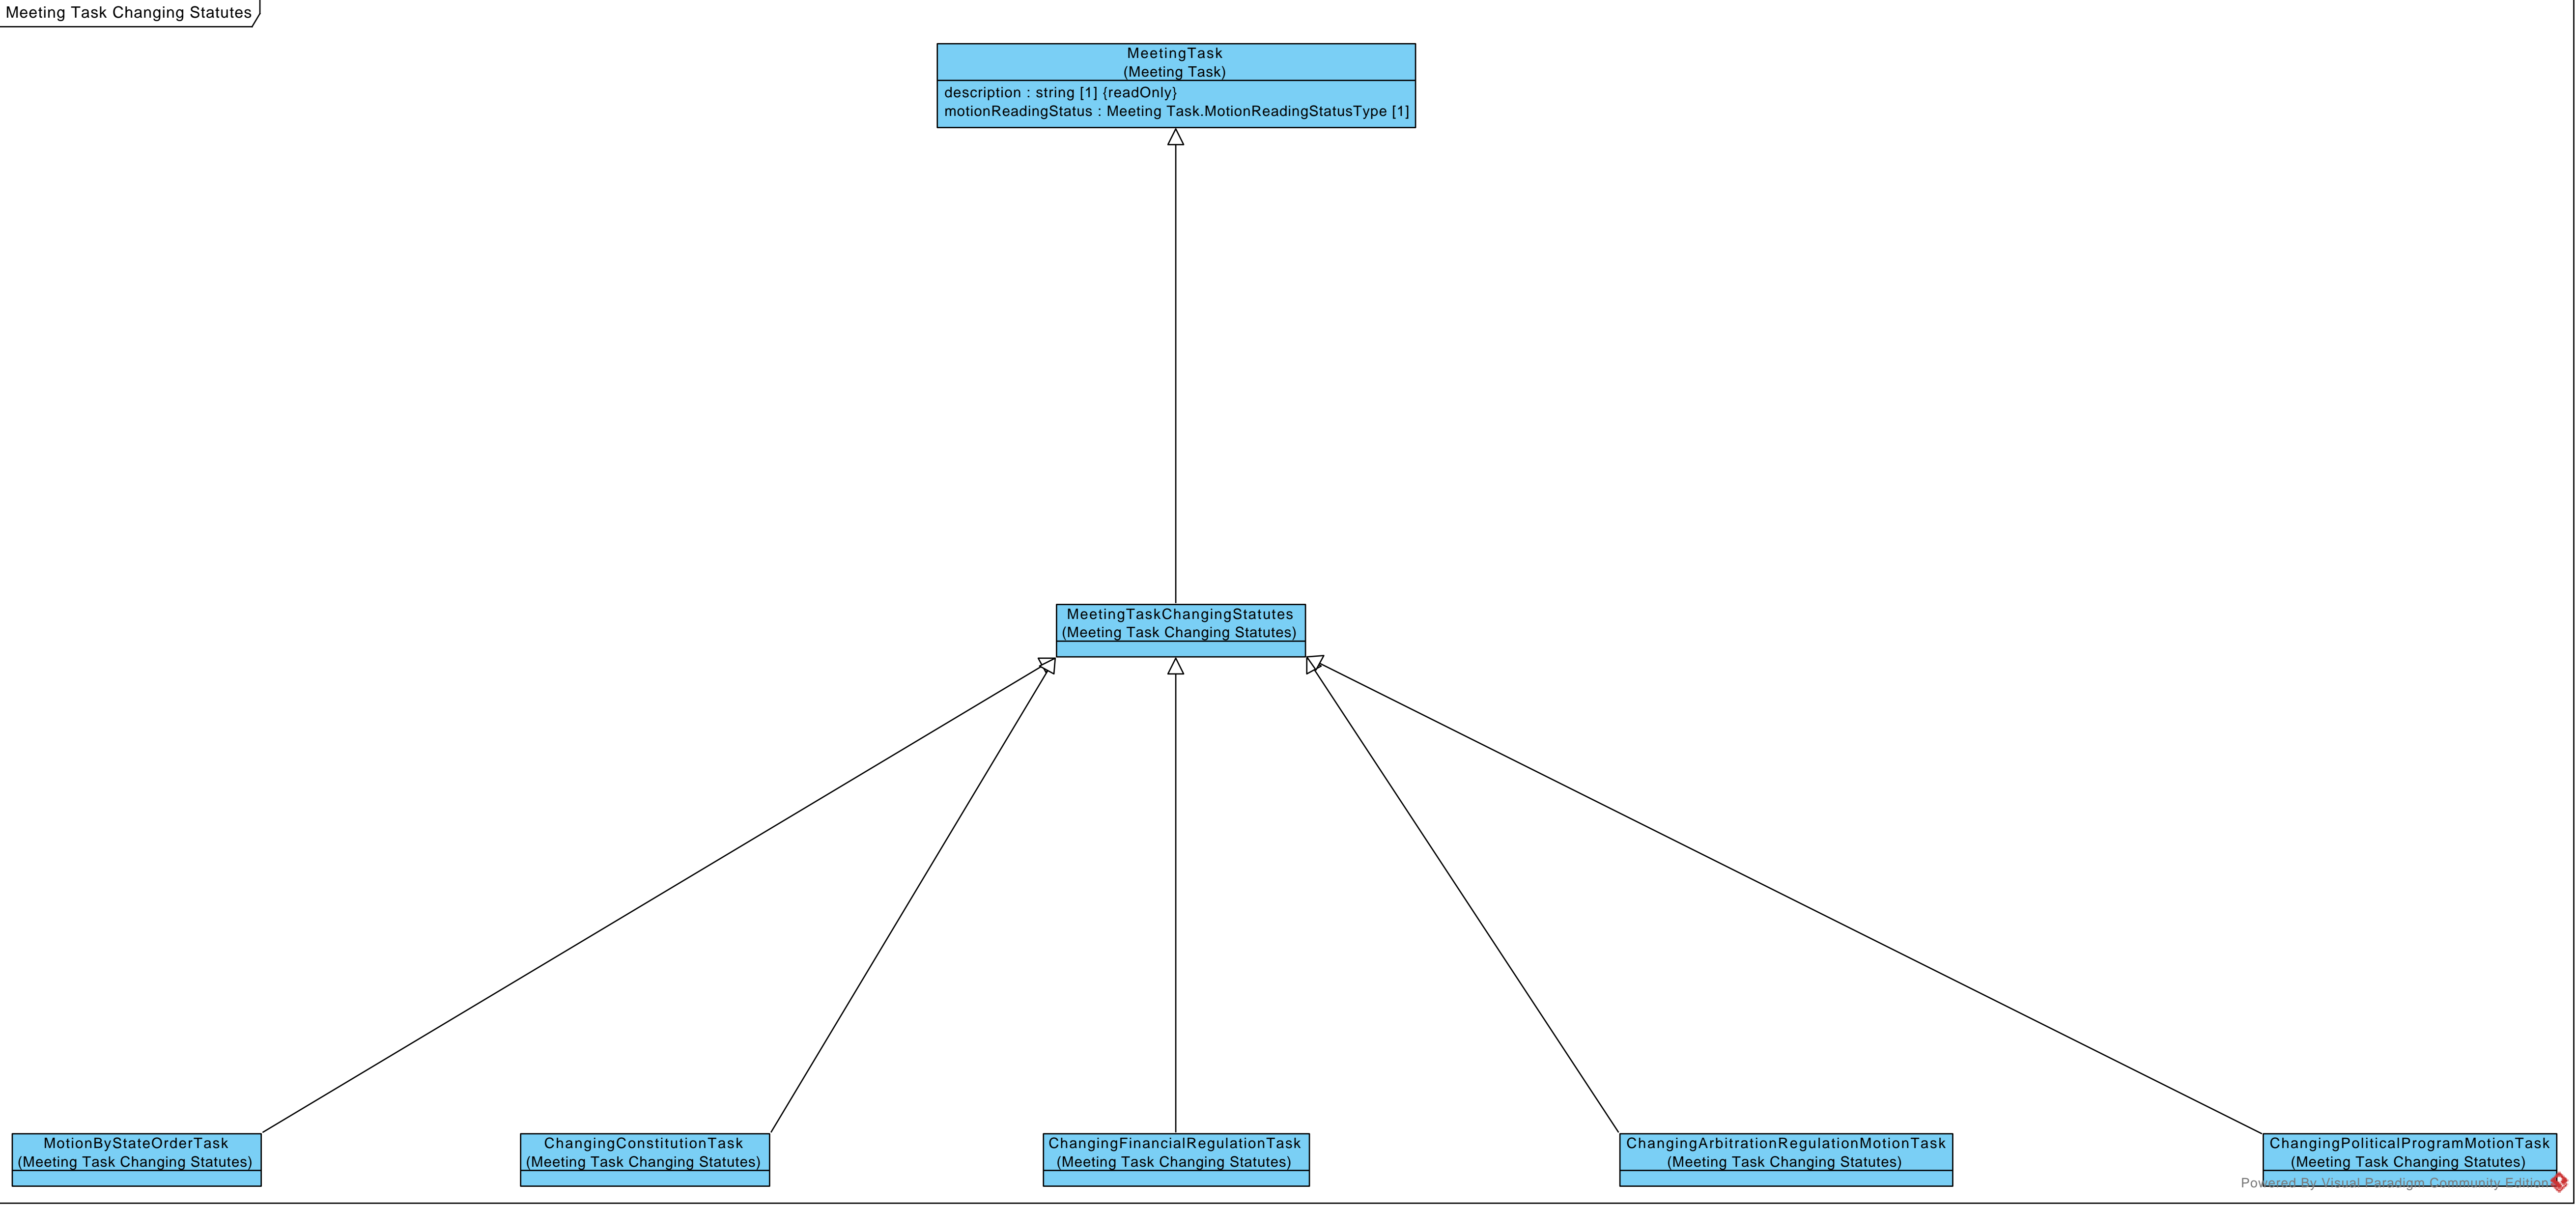 Meeting Task Changing Statutes
MeetingTask
(Meeting Task)
description : string [1] {readOnly}
motionReadingStatus : Meeting Task.MotionReadingStatusType [1]
MeetingTaskChangingStatutes
(Meeting Task Changing Statutes)
MotionByStateOrderTask
(Meeting Task Changing Statutes)
ChangingConstitutionTask
(Meeting Task Changing Statutes)
ChangingFinancialRegulationTask
(Meeting Task Changing Statutes)
ChangingArbitrationRegulationMotionTask
(Meeting Task Changing Statutes)
ChangingPoliticalProgramMotionTask
(Meeting Task Changing Statutes)
Powered By Visual Paradigm Community Edition